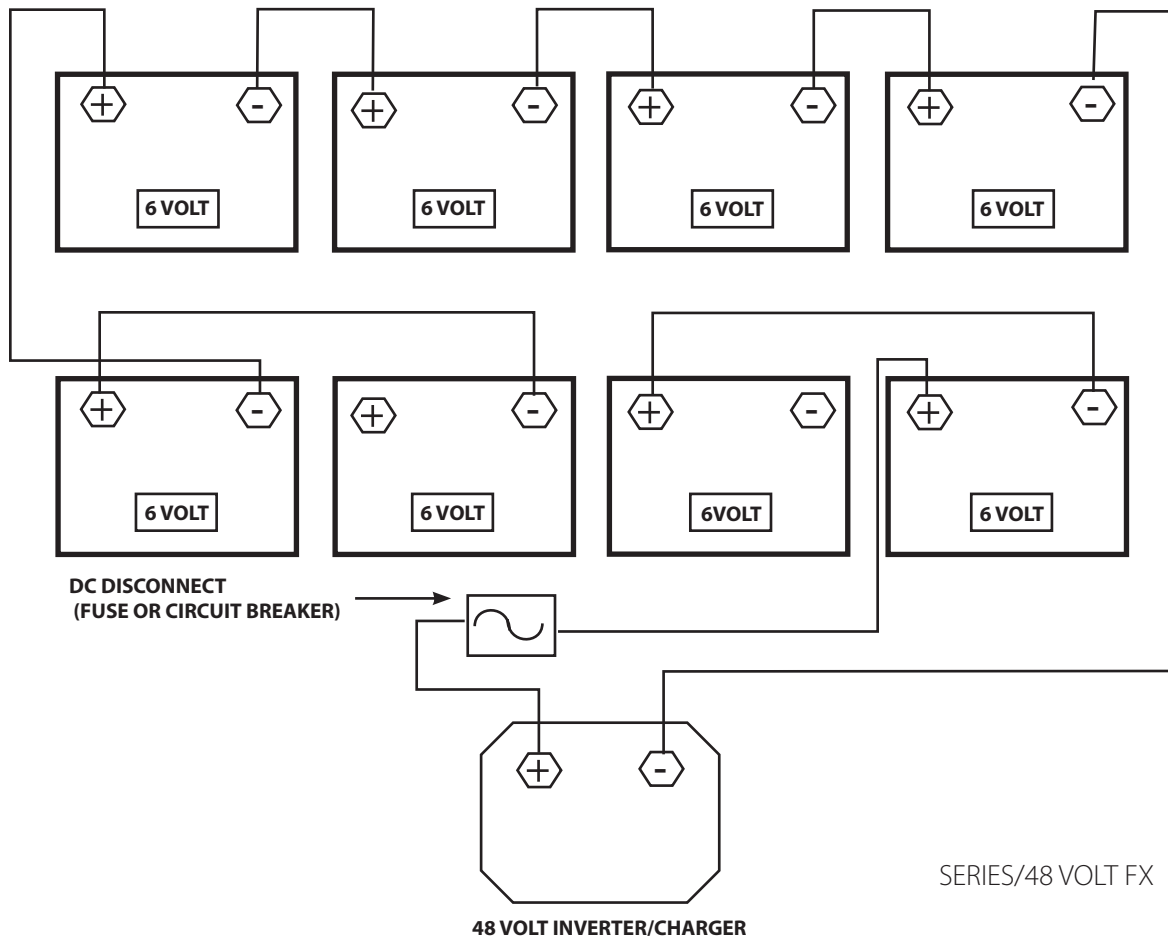 + - + - + - + -
6 VOLT 6 VOLT 6 VOLT 6 VOLT
+ - + - + - + -
6 VOLT 6 VOLT 6VOLT 6 VOLT
DC DISCONNECT
(FUSE OR CIRCUIT BREAKER)
+ -
SERIES/48 VOLT FX
48 VOLT INVERTER/CHARGER